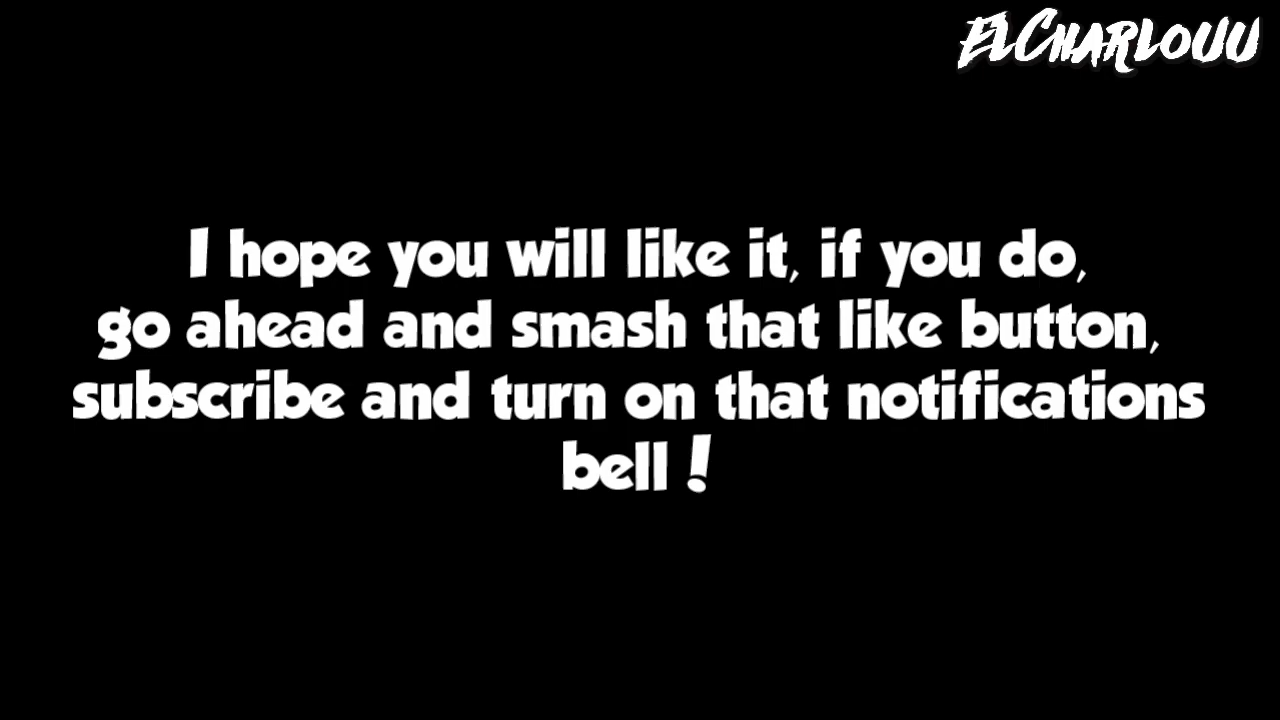 ElCharlouu
I hope you will like it, if you do,
go ahead and smash that like button,
subscribe and turn on that notifications
bell!